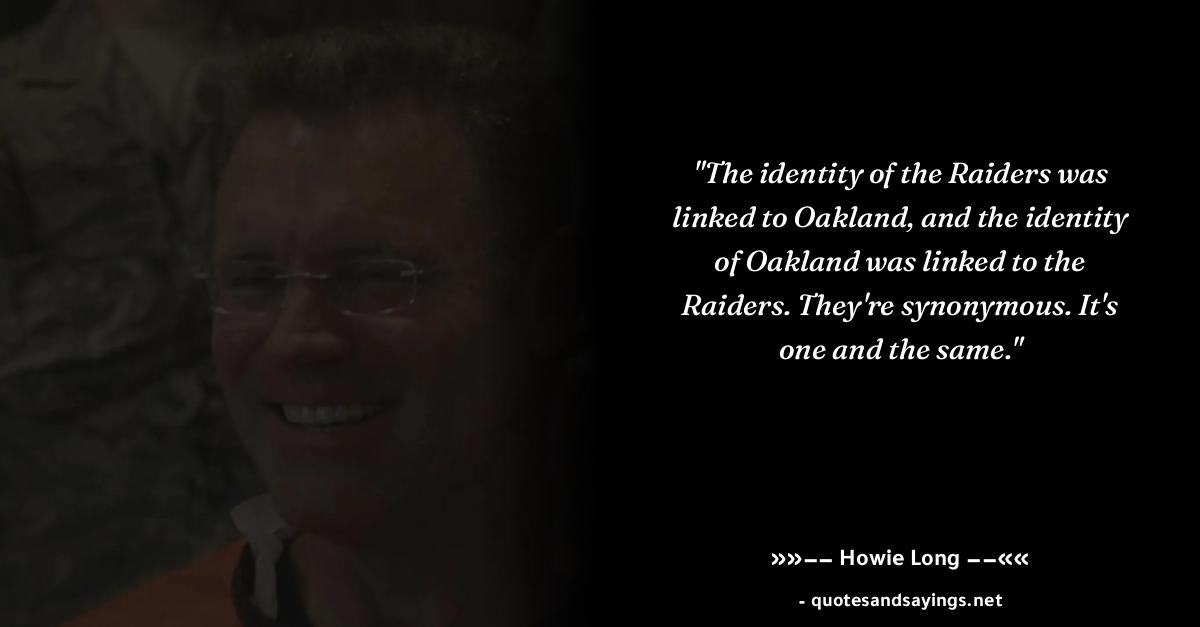 "The identity of the Raiders was
linked to Oakland, and the identity
of Oakland was linked to the
Raiders. They're synonymous. It's
one and the same."
»»−− Howie Long −−««
- quotesandsayings.net